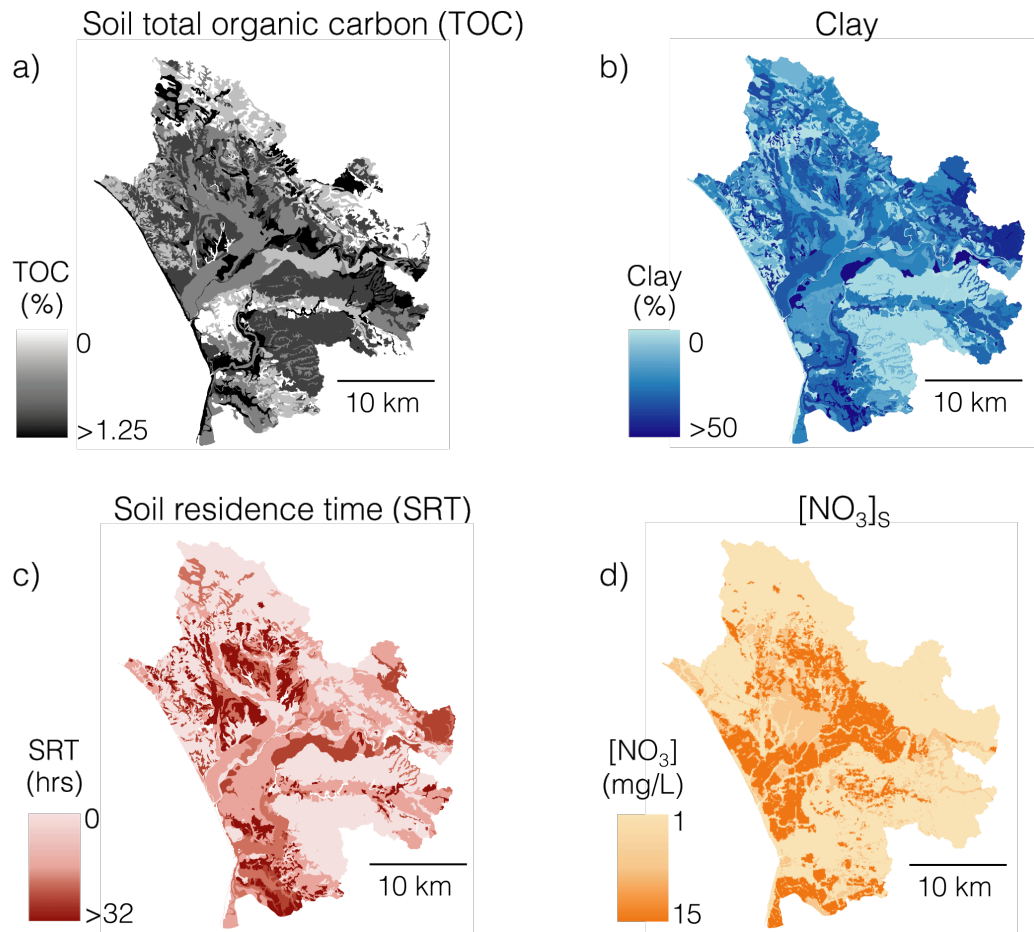 Soil total organic carbon (TOC)
a)
TOC
(%)
0
>1.25
10 km
Clay
b)
Clay
(%)
0
>50
10 km
Soil residence time (SRT)
c)
SRT
(hrs)
0
>32
10 km
[NO₃]ₛ
d)
[NO₃]
(mg/L)
1
15
10 km